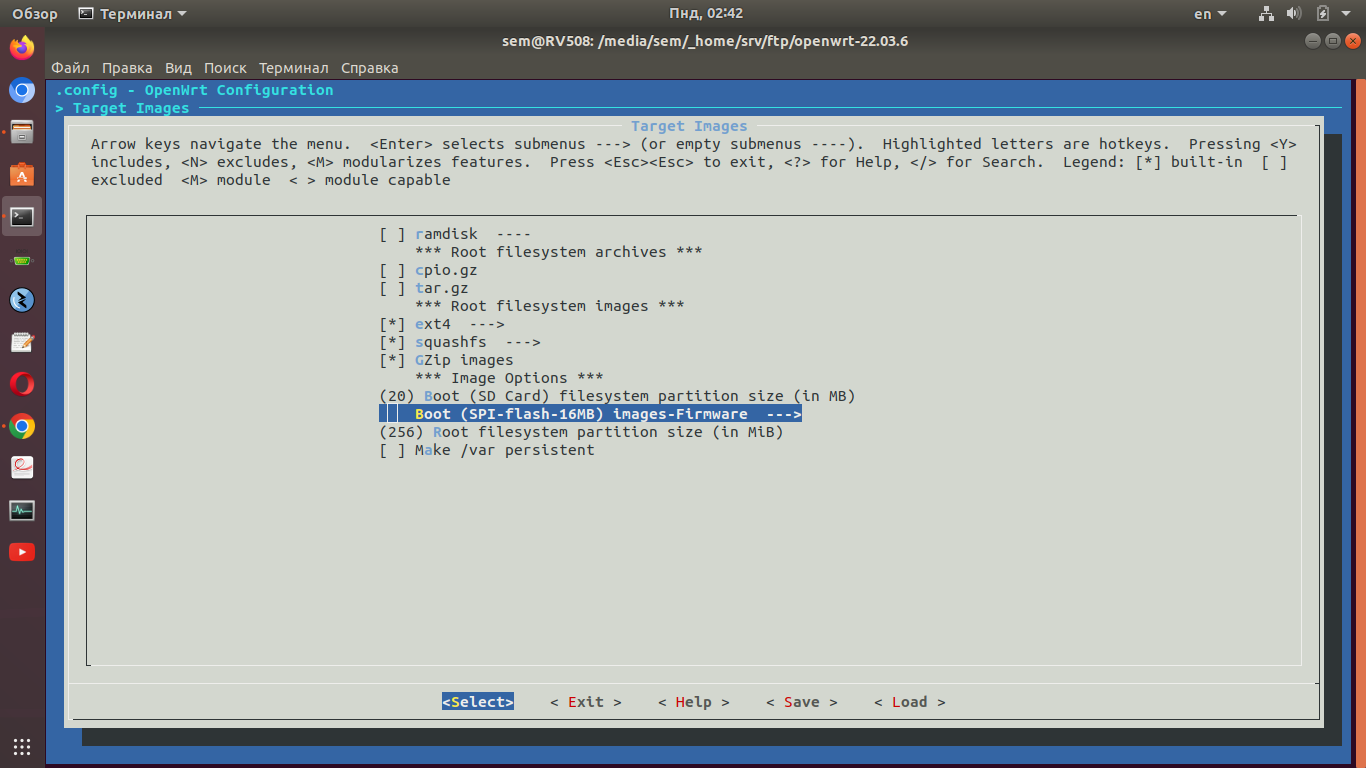 Обзор Терминал Пнд, 02:42 en
sem@RV508: /media/sem/_home/srv/ftp/openwrt-22.03.6
Файл Правка Вид Поиск Терминал Справка
.config - OpenWrt Configuration
> Target Images
Target Images
Arrow keys navigate the menu.  <Enter> selects submenus ---> (or empty submenus ----).  Highlighted letters are hotkeys.  Pressing <Y>
includes, <N> excludes, <M> modularizes features.  Press <Esc><Esc> to exit, <?> for Help, </> for Search.  Legend: [*] built-in  [ ]
excluded  <M> module  < > module capable
[ ] ramdisk  ----
*** Root filesystem archives ***
[ ] cpio.gz
[ ] tar.gz
*** Root filesystem images ***
[*] ext4  --->
[*] squashfs  --->
[*] GZip images
*** Image Options ***
(20) Boot (SD Card) filesystem partition size (in MB)
Boot (SPI-flash-16MB) images-Firmware  --->
(256) Root filesystem partition size (in MiB)
[ ] Make /var persistent
<Select> < Exit > < Help > < Save > < Load >